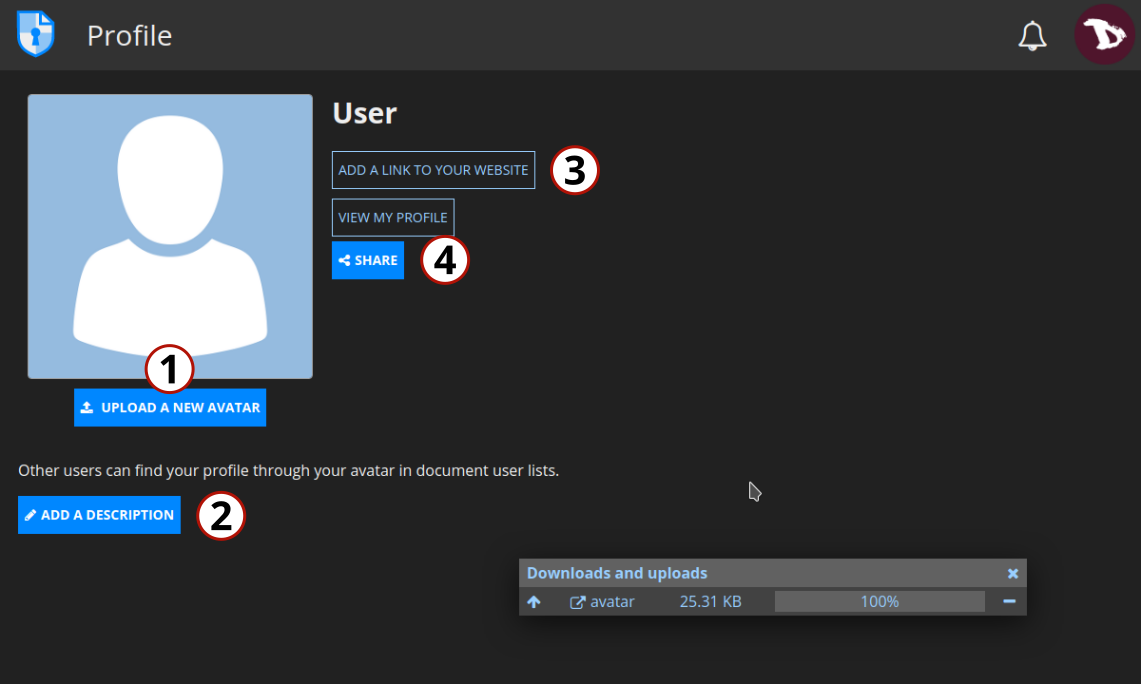 Profile
User
ADD A LINK TO YOUR WEBSITE
3
VIEW MY PROFILE
SHARE
4
1
UPLOAD A NEW AVATAR
Other users can find your profile through your avatar in document user lists.
ADD A DESCRIPTION
2
Downloads and uploads
avatar 25.31 KB 100%